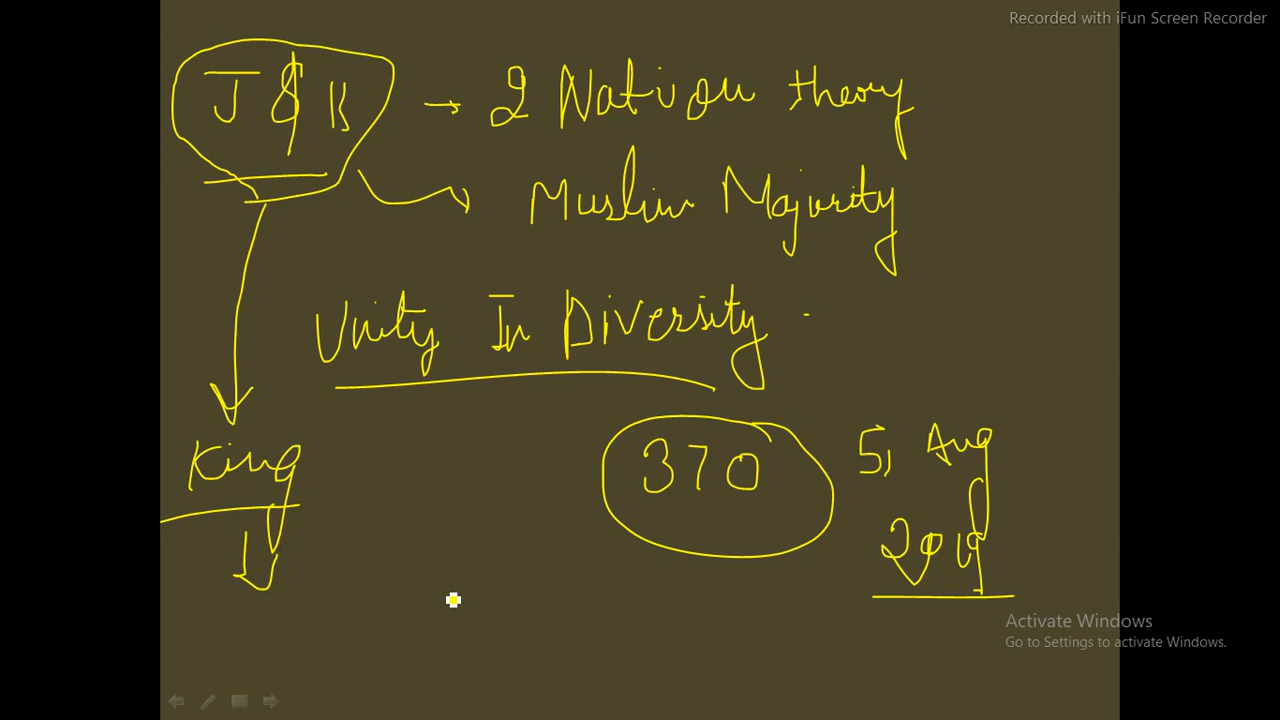 Recorded with iFun Screen Recorder
J & K → 2 Nation theory
→ Muslim Majority
Unity In Diversity
King
370
5, Aug
2019
Activate Windows
Go to Settings to activate Windows.